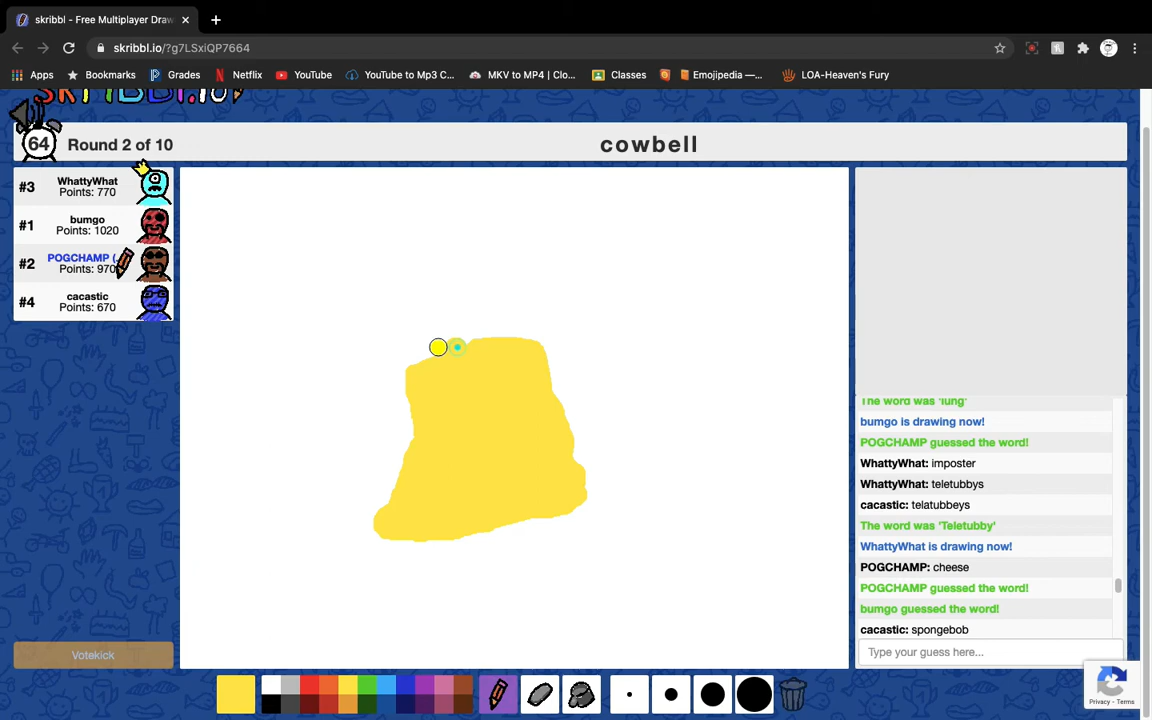 skribbl - Free Multiplayer Draw
skribbl.io/?g7LSxiQP7664
Apps Bookmarks Grades Netflix YouTube YouTube to Mp3 C... MKV to MP4 | Clo... Classes Emojipedia —... LOA-Heaven's Fury
SKRIBBL.IO
64 Round 2 of 10 cowbell
#3 WhattyWhat
Points: 770
#1 bumgo
Points: 1020
#2 POGCHAMP (
Points: 970
#4 cacastic
Points: 670
The word was 'lung'
bumgo is drawing now!
POGCHAMP guessed the word!
WhattyWhat: imposter
WhattyWhat: teletubbys
cacastic: telatubbeys
The word was 'Teletubby'
WhattyWhat is drawing now!
POGCHAMP: cheese
POGCHAMP guessed the word!
bumgo guessed the word!
cacastic: spongebob
Type your guess here...
Votekick
Privacy - Terms